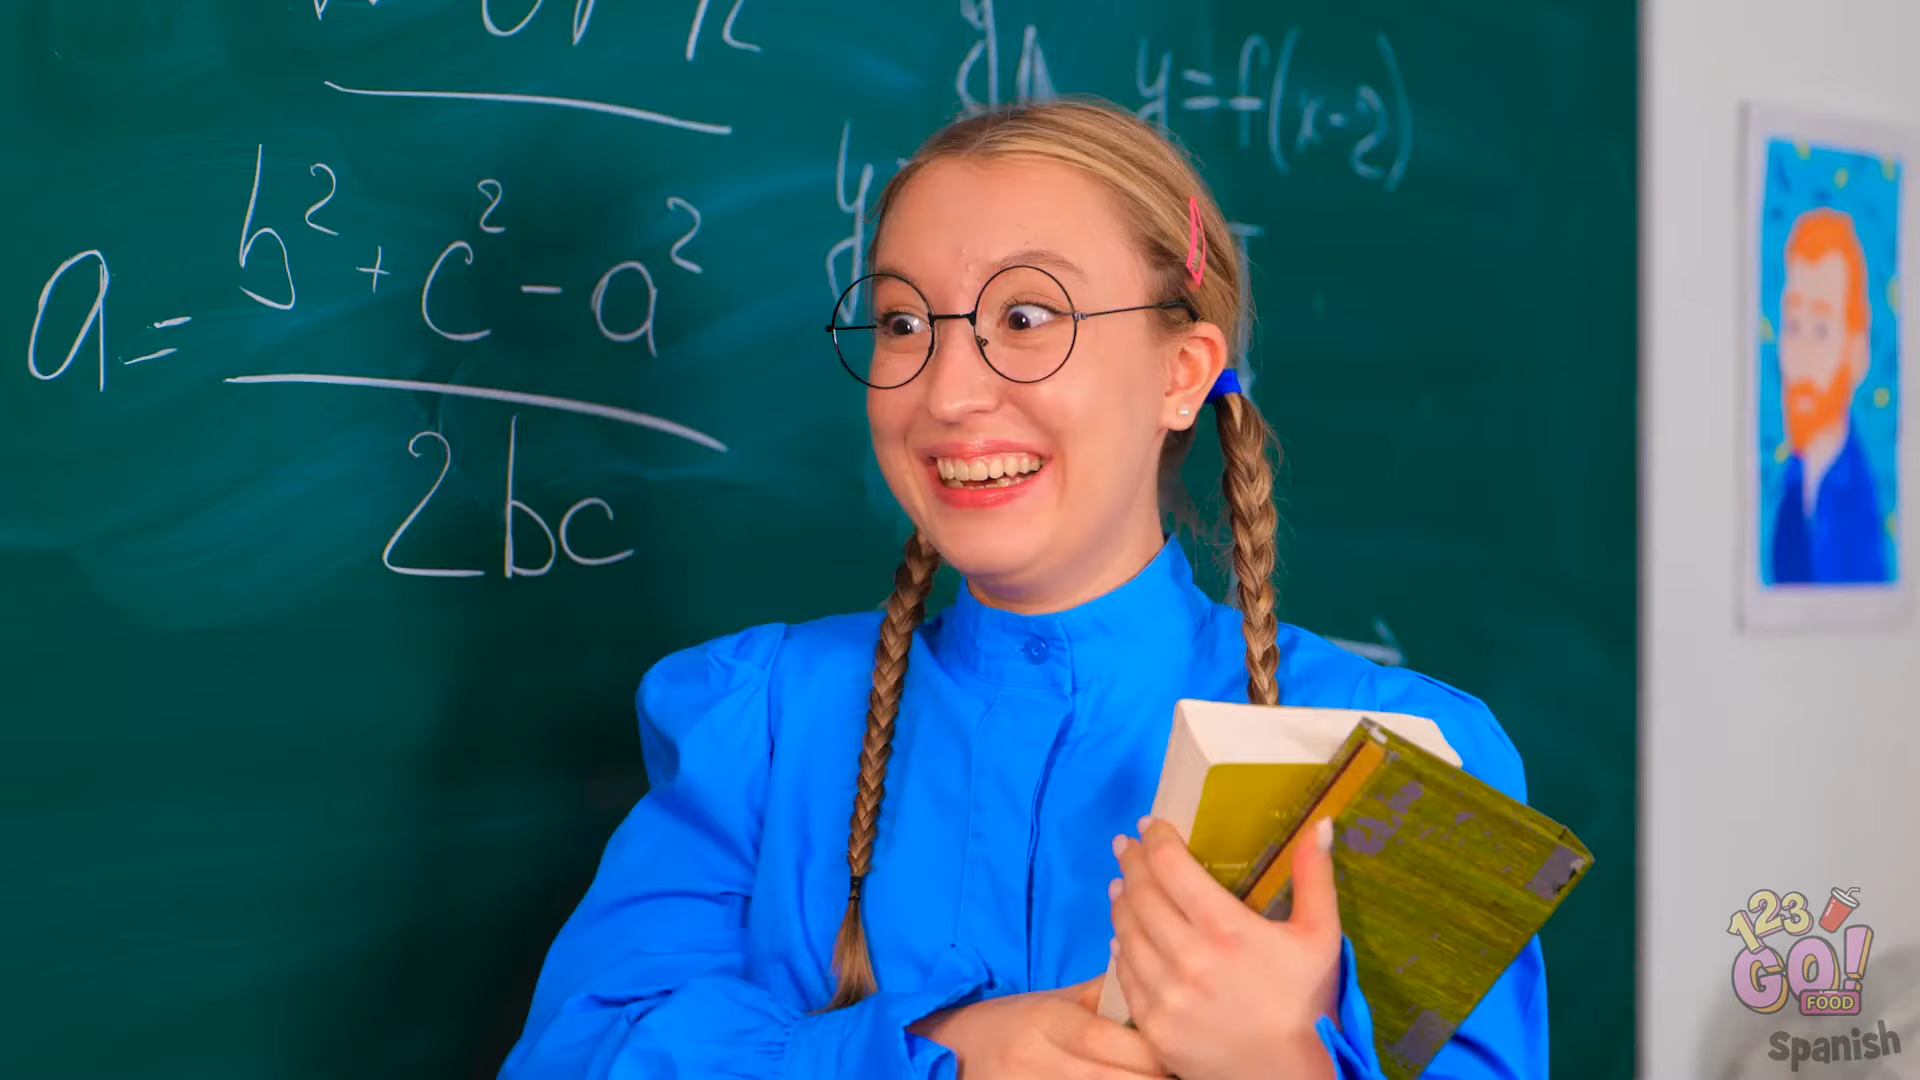 a = b² + c² - a²
2bc
y = f(x-2)
123
GO!
FOOD
Spanish